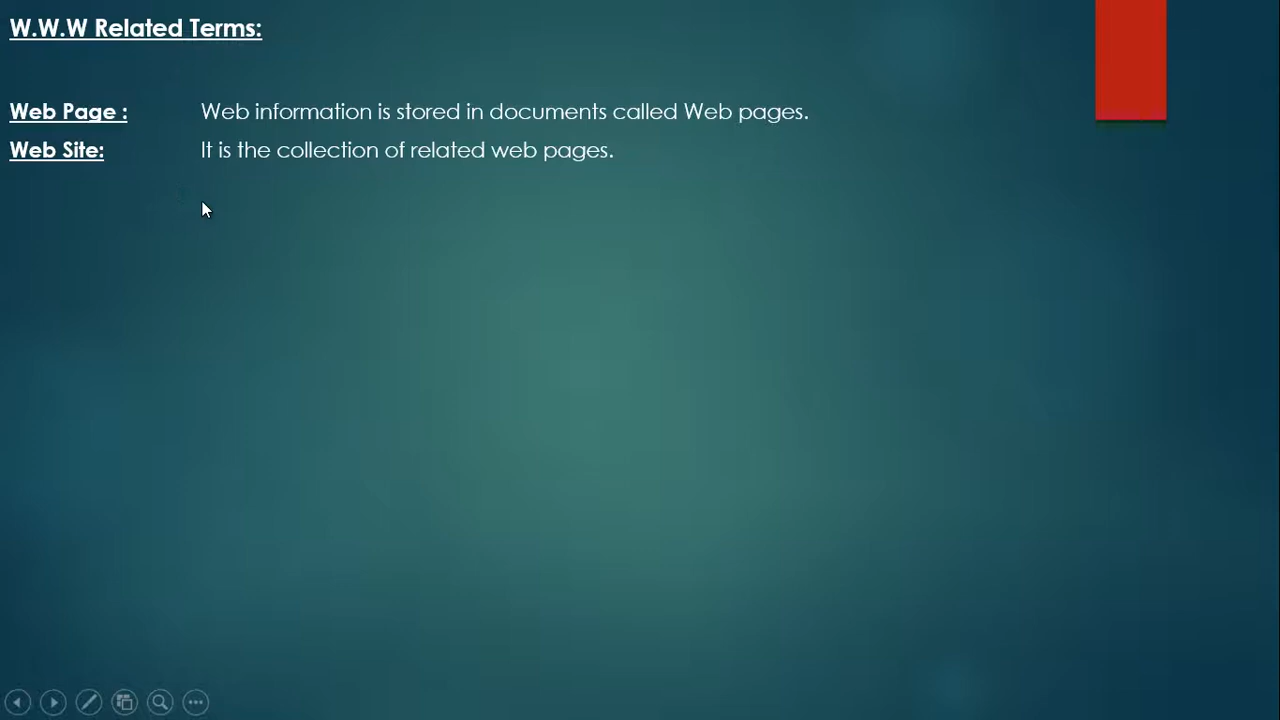 W.W.W Related Terms:
Web Page : Web information is stored in documents called Web pages.
Web Site: It is the collection of related web pages.